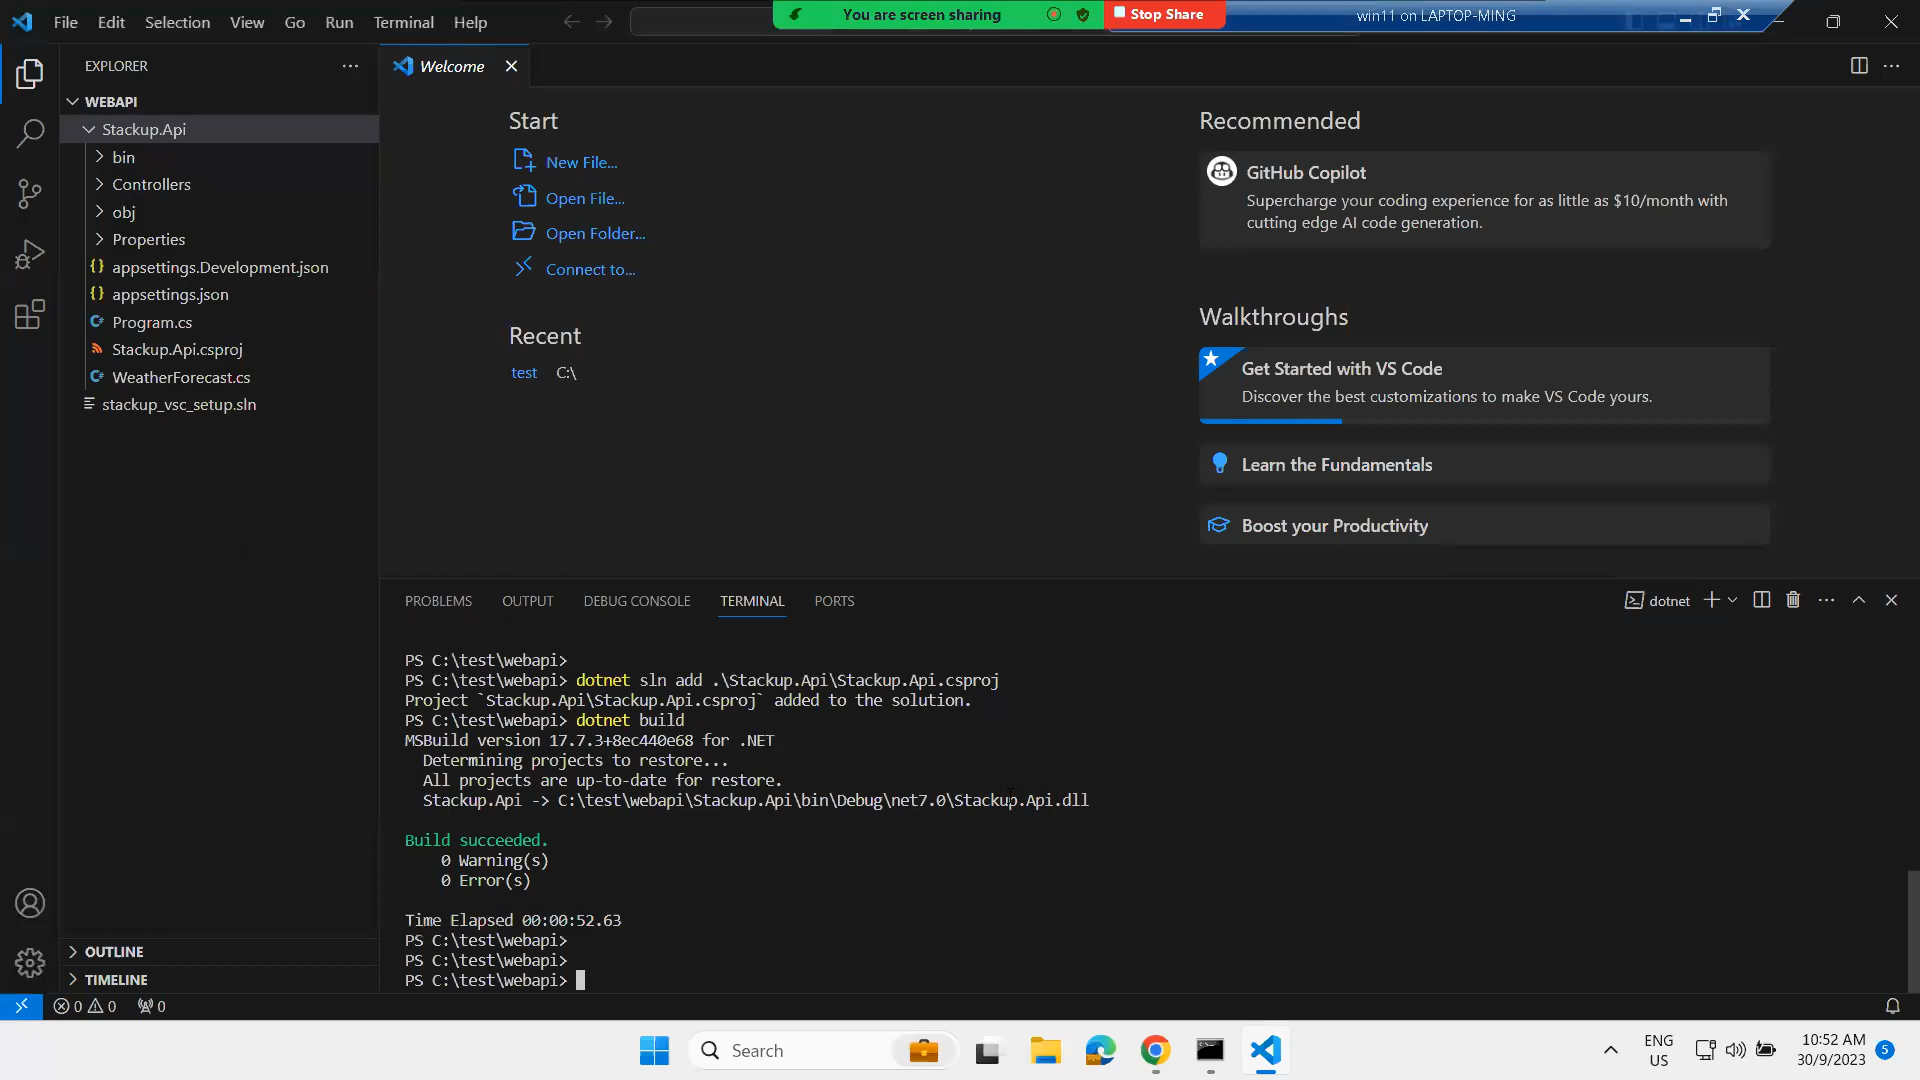 File Edit Selection View Go Run Terminal Help
You are screen sharing
Stop Share
win11 on LAPTOP-MING
EXPLORER
WEBAPI
Stackup.Api
bin
Controllers
obj
Properties
{} appsettings.Development.json
{} appsettings.json
C# Program.cs
Stackup.Api.csproj
C# WeatherForecast.cs
stackup_vsc_setup.sln
OUTLINE
TIMELINE
Welcome
Start
New File...
Open File...
Open Folder...
Connect to...
Recent
test C:\
Recommended
GitHub Copilot
Supercharge your coding experience for as little as $10/month with
cutting edge AI code generation.
Walkthroughs
Get Started with VS Code
Discover the best customizations to make VS Code yours.
Learn the Fundamentals
Boost your Productivity
PROBLEMS OUTPUT DEBUG CONSOLE TERMINAL PORTS
dotnet
PS C:\test\webapi>
PS C:\test\webapi> dotnet sln add .\Stackup.Api\Stackup.Api.csproj
Project `Stackup.Api\Stackup.Api.csproj` added to the solution.
PS C:\test\webapi> dotnet build
MSBuild version 17.7.3+8ec440e68 for .NET
Determining projects to restore...
All projects are up-to-date for restore.
Stackup.Api -> C:\test\webapi\Stackup.Api\bin\Debug\net7.0\Stackup.Api.dll
Build succeeded.
0 Warning(s)
0 Error(s)
Time Elapsed 00:00:52.63
PS C:\test\webapi>
PS C:\test\webapi>
PS C:\test\webapi>
0 0 0
Search
ENG
US
10:52 AM
30/9/2023
5